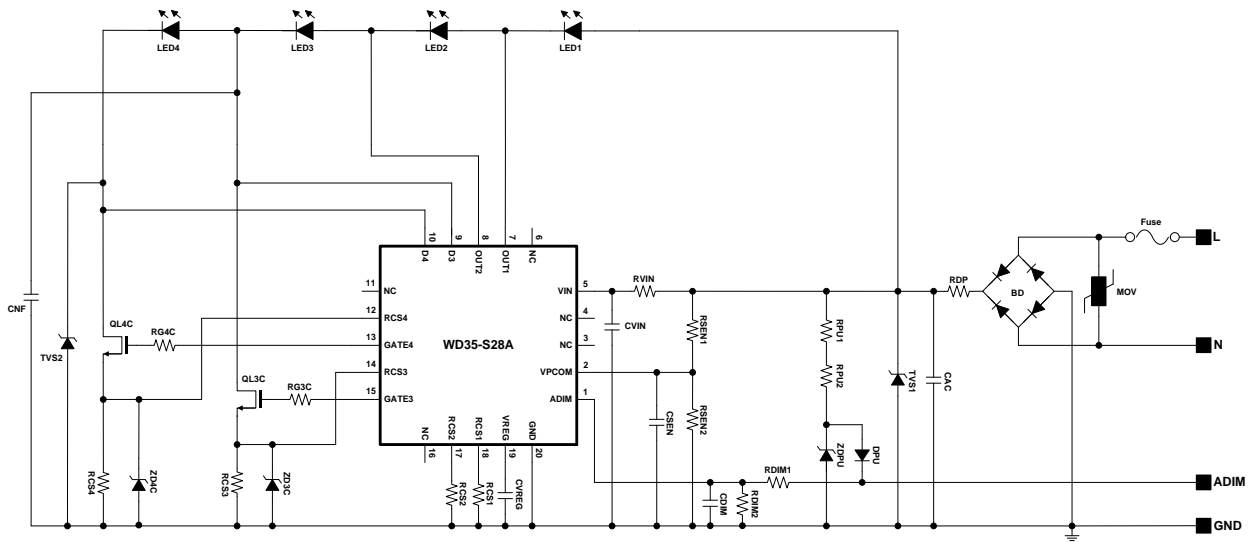 LED4
LED3
LED2
LED1
Fuse
L
10
9
8
7
6
D4
D3
OUT2
OUT1
NC
MOV
BD
RDP
RVIN
11
NC
VIN
5
CNF
12
RCS4
NC
4
CVIN
RSEN1
RPU1
QL4C
RG4C
13
GATE4
WD35-S28A
NC
3
N
TVS2
14
RCS3
VPCOM
2
RPU2
TVS1
CAC
QL3C
RG3C
15
GATE3
ADIM
1
CSEN
RSEN2
NC
RCS2
RCS1
VREG
GND
16
17
18
19
20
ZDPU
DPU
RCS4
ZD4C
RCS3
ZD3C
RCS2
RCS1
CVREG
RDIM1
CDIM
RDIM2
ADIM
GND